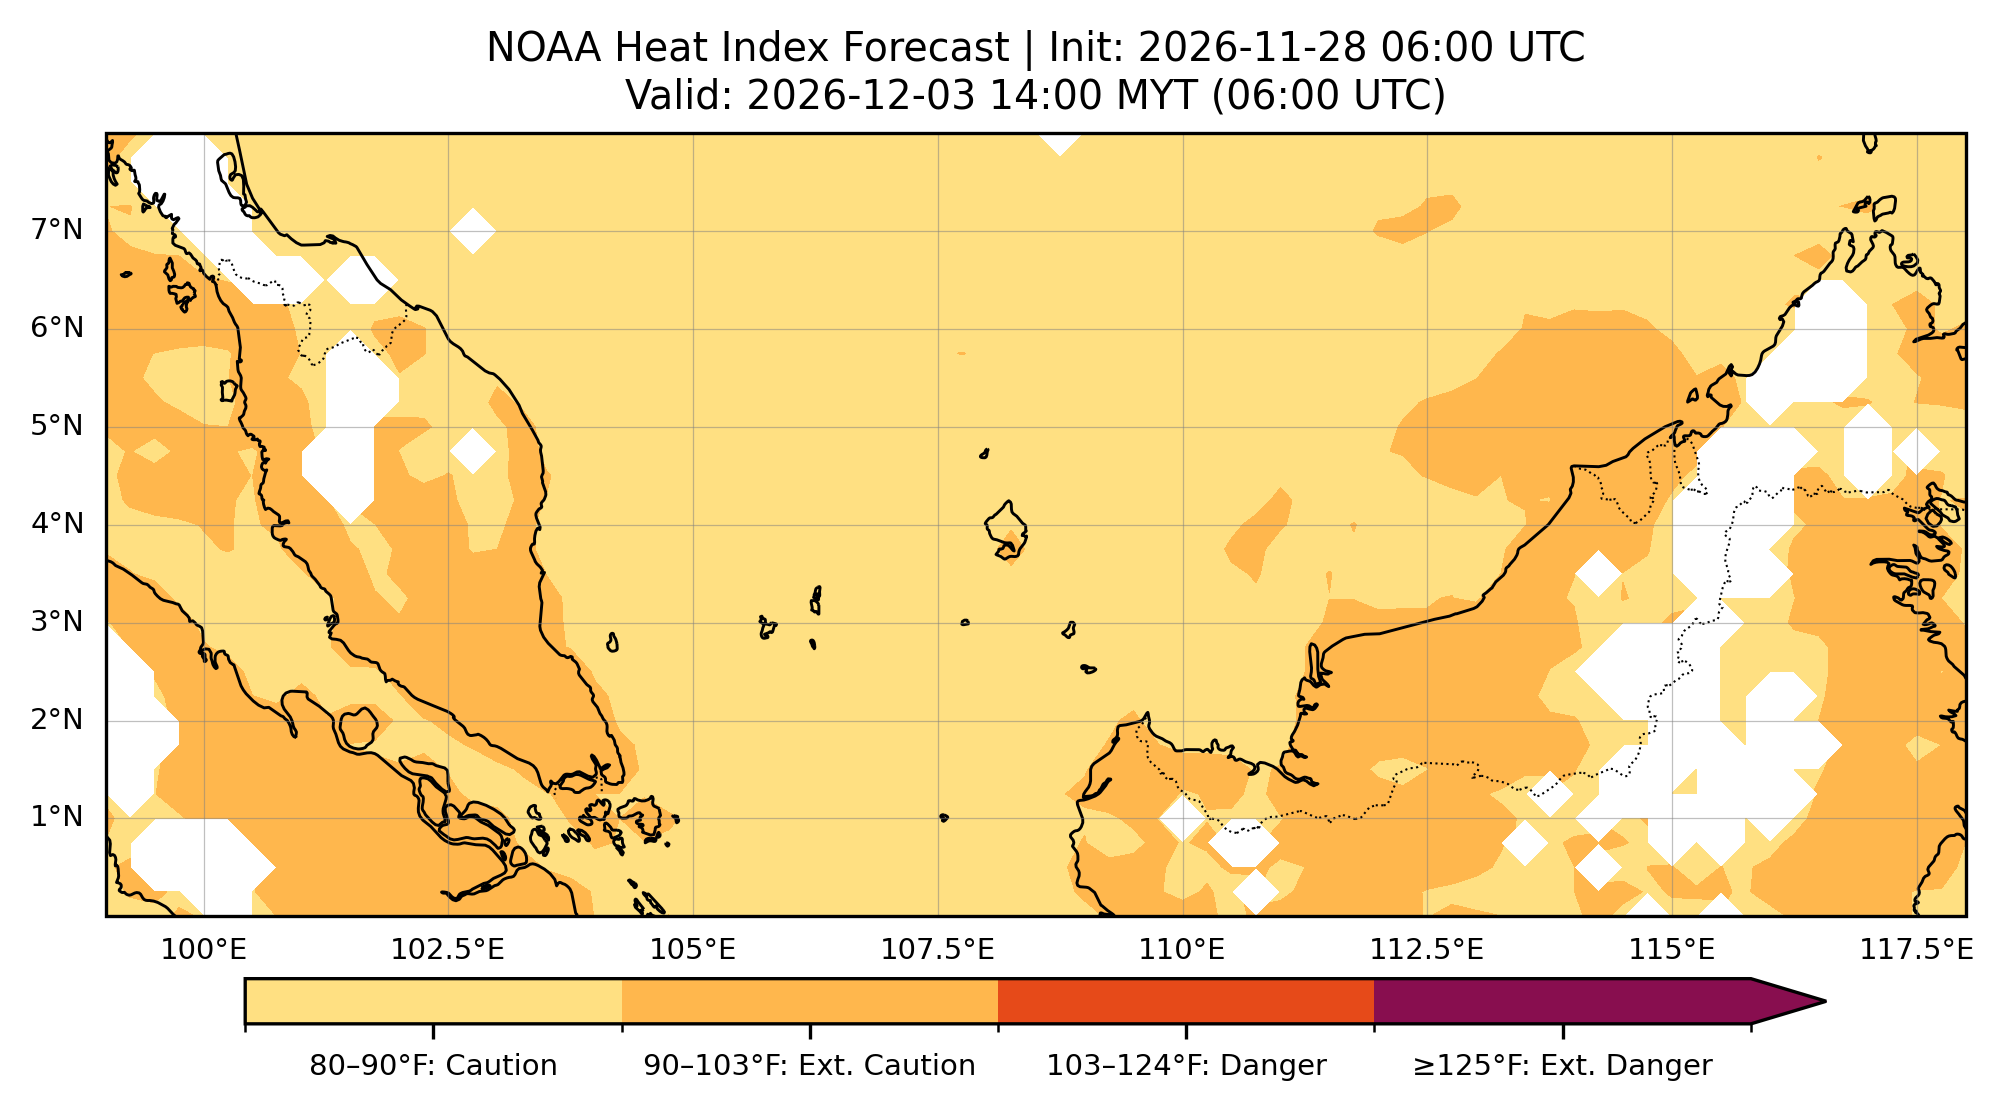 NOAA Heat Index Forecast | Init: 2026-11-28 06:00 UTC
Valid: 2026-12-03 14:00 MYT (06:00 UTC)
7°N
6°N
5°N
4°N
3°N
2°N
1°N
100°E 102.5°E 105°E 107.5°E 110°E 112.5°E 115°E 117.5°E
80–90°F: Caution 90–103°F: Ext. Caution 103–124°F: Danger ≥125°F: Ext. Danger